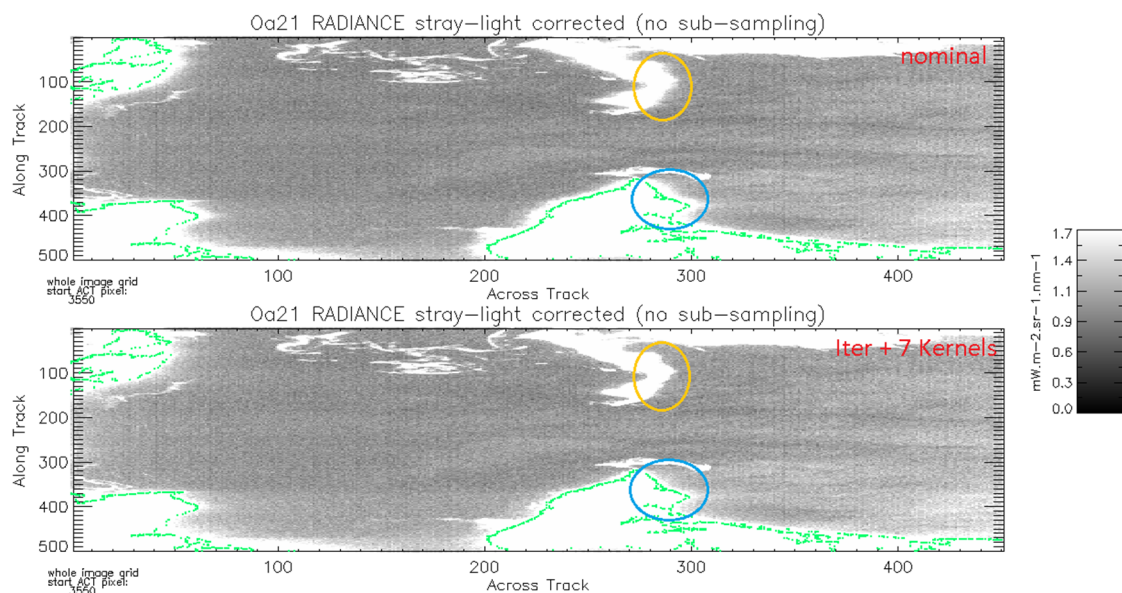 Oa21 RADIANCE stray-light corrected (no sub-sampling)
nominal
100
200
300
400
500
Along Track
100
200
300
400
Across Track
whole image grid
start ACT pixel:
3550
Oa21 RADIANCE stray-light corrected (no sub-sampling)
Iter + 7 Kernels
100
200
300
400
500
Along Track
100
200
300
400
Across Track
whole image grid
start ACT pixel:
3550
1.7
1.4
1.1
0.9
0.6
0.3
0.0
mW.m-2.sr-1.nm-1